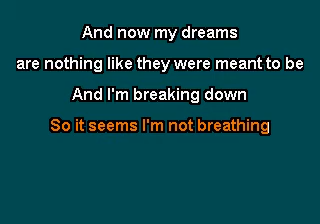 And now my dreams
are nothing like they were meant to be
And I'm breaking down
So it seems I'm not breathing